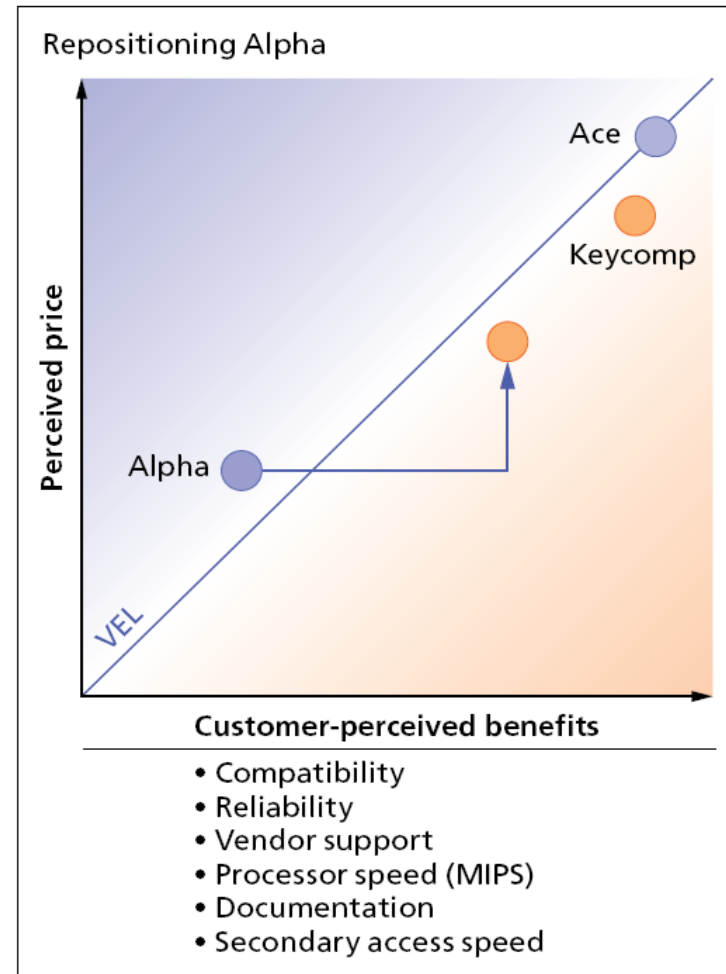 Repositioning Alpha
Ace
Keycomp
Alpha
Perceived price
VEL
Customer-perceived benefits
• Compatibility
• Reliability
• Vendor support
• Processor speed (MIPS)
• Documentation
• Secondary access speed